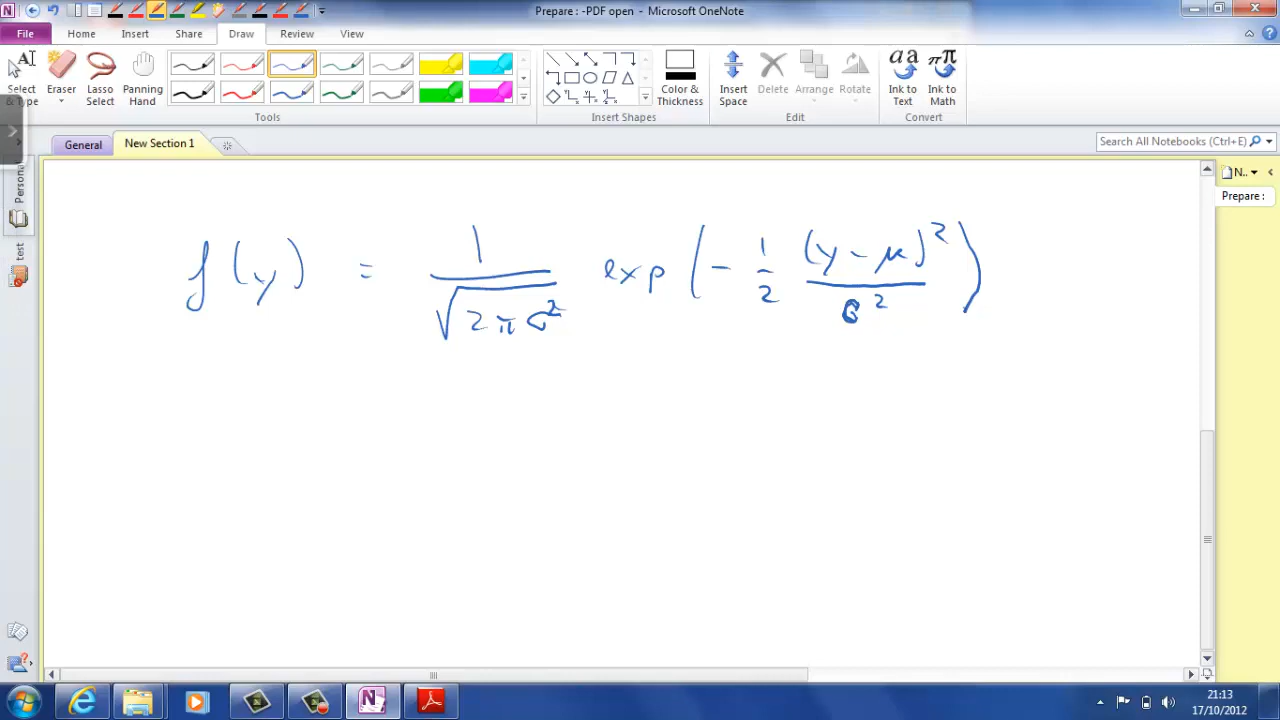 Prepare : -PDF open - Microsoft OneNote
File Home Insert Share Draw Review View
Select & Type Eraser Lasso Select Panning Hand Color & Thickness Insert Space Delete Arrange Rotate Ink to Text Ink to Math
Tools Insert Shapes Edit Convert
General New Section 1 Search All Notebooks (Ctrl+E)
N.. 
Prepare :
Personal
test
f(y) = 1/√(2πσ²) exp(- 1/2 (y-μ)²/σ²)
21:13
17/10/2012